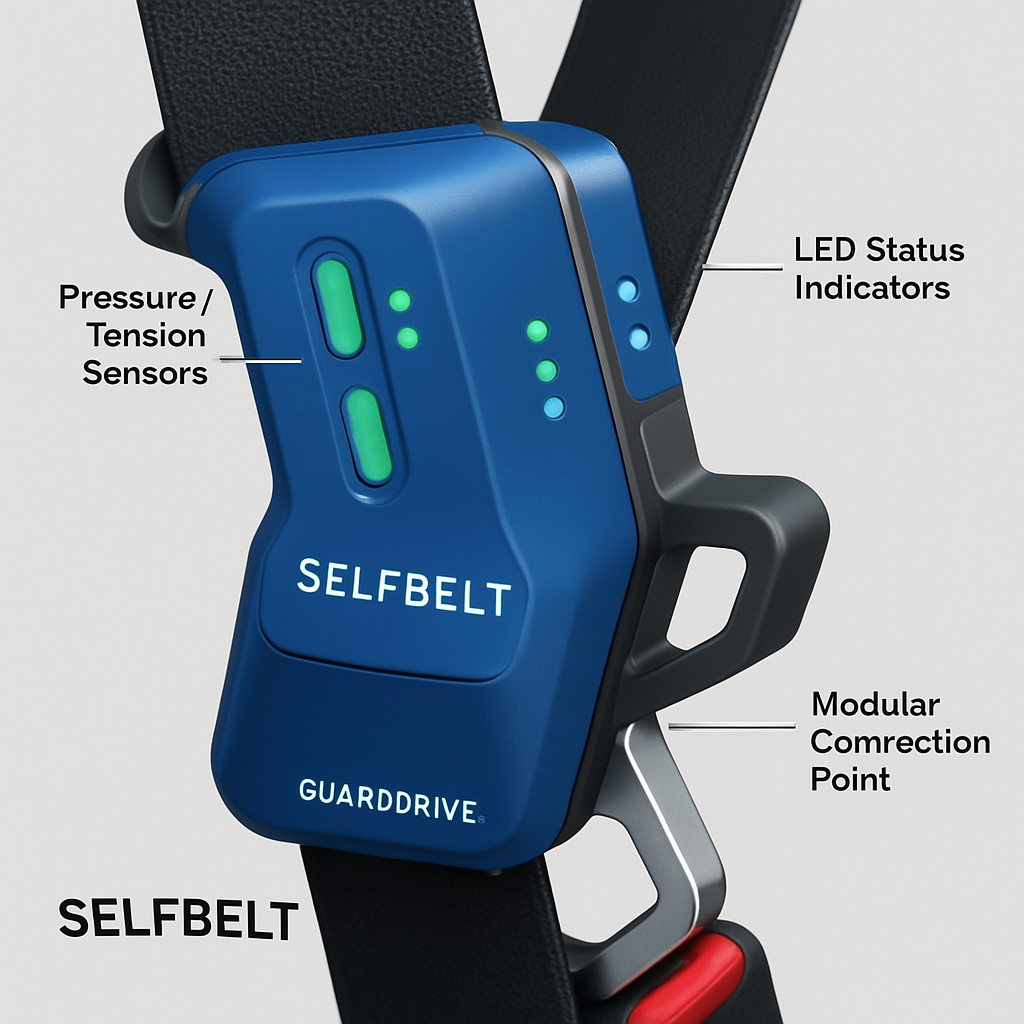 LED Status
Indicators
Pressure/
Tension
Sensors
SELFBELT
Modular
Comrection
Point
GUARDDRIVE®
SELFBELT